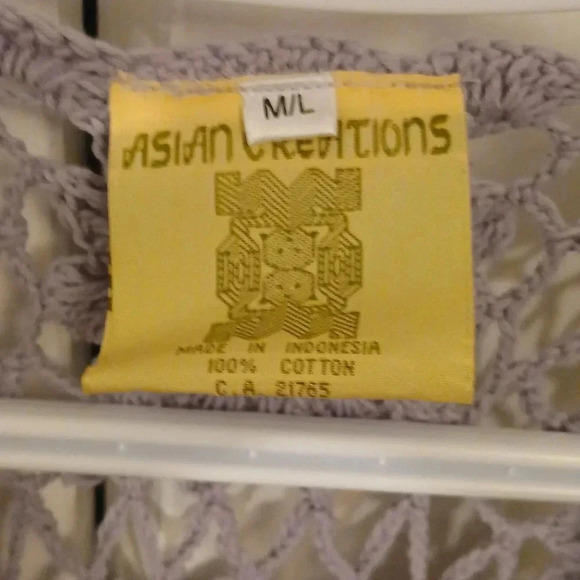 M/L
ASIAN CREATIONS
MADE IN INDONESIA
100% COTTON
C.A. 21765